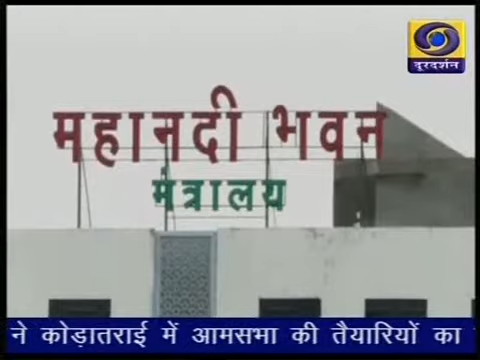 दूरदर्शन
महानदी भवन
मंत्रालय
ने कोड़ातराई में आमसभा की तैयारियों का